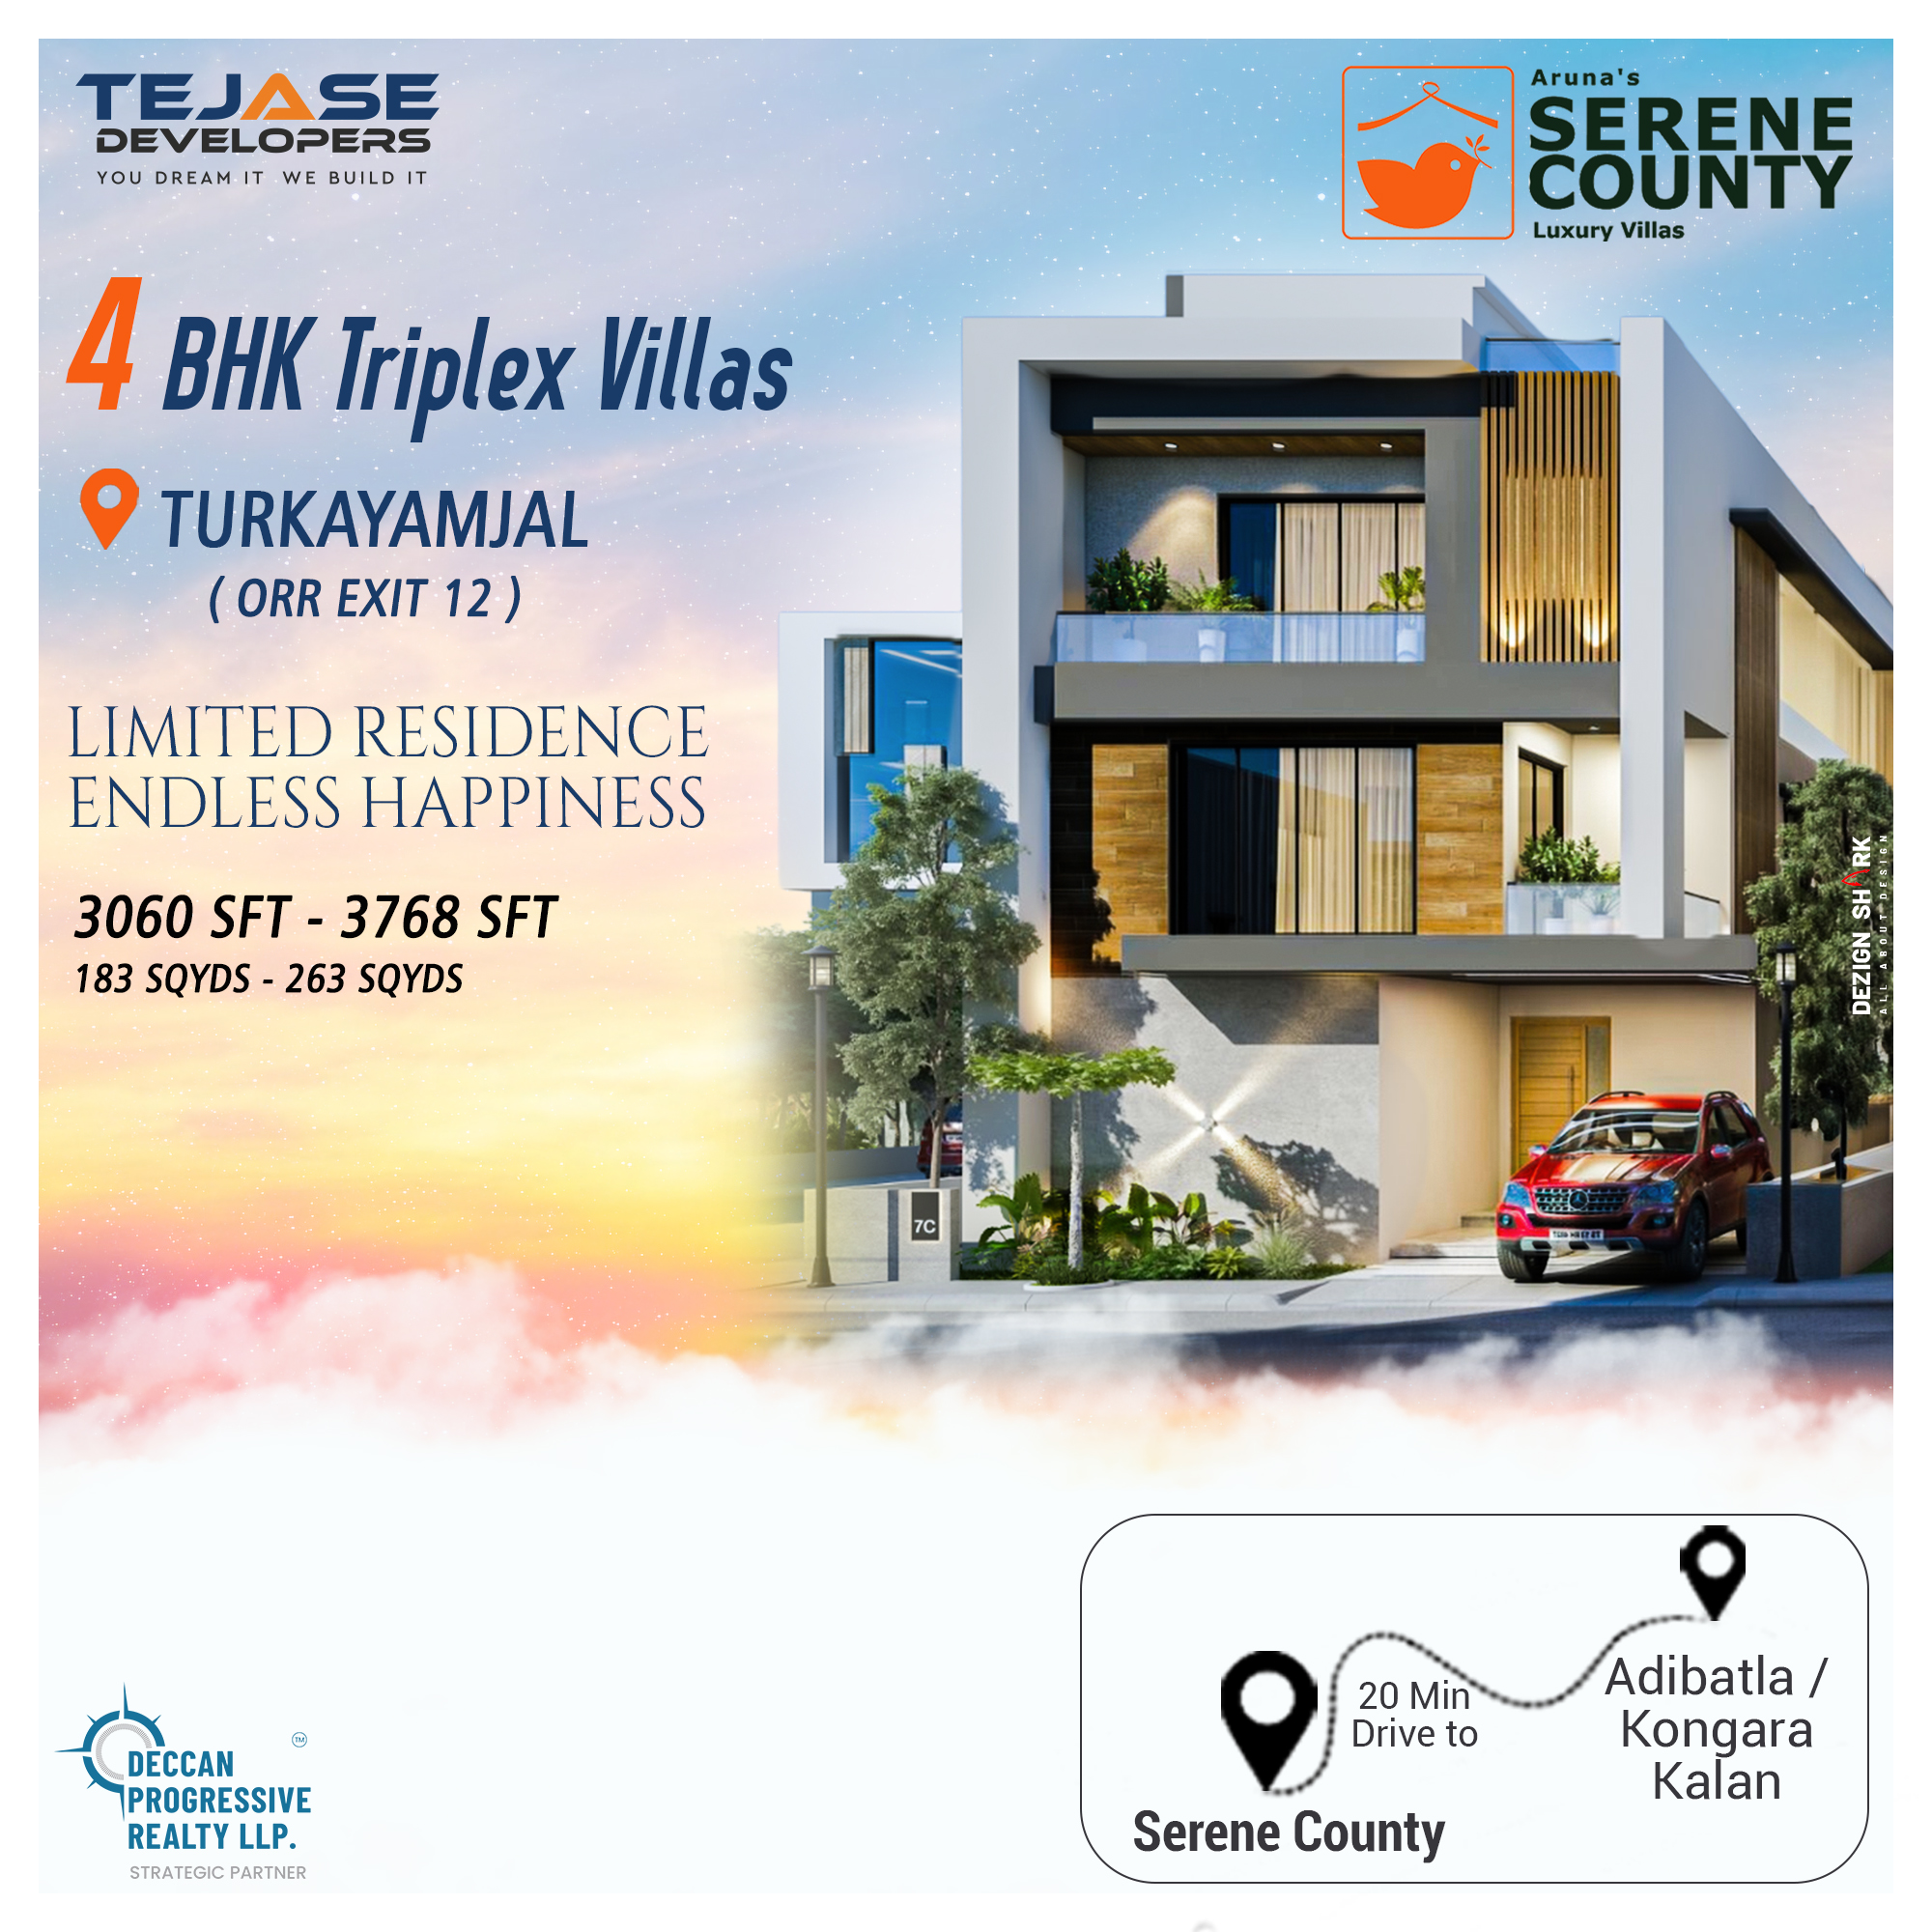 TEJASE
DEVELOPERS
YOU DREAM IT WE BUILD IT
Aruna's
SERENE
COUNTY
Luxury Villas
4 BHK Triplex Villas
TURKAYAMJAL
( ORR EXIT 12 )
LIMITED RESIDENCE
ENDLESS HAPPINESS
3060 SFT - 3768 SFT
183 SQYDS - 263 SQYDS
DEZIGN SHARK
ALL ABOUT DESIGN
7C
20 Min
Drive to
Adibatla /
Kongara
Kalan
Serene County
DECCAN
PROGRESSIVE
REALTY LLP.
TM
STRATEGIC PARTNER